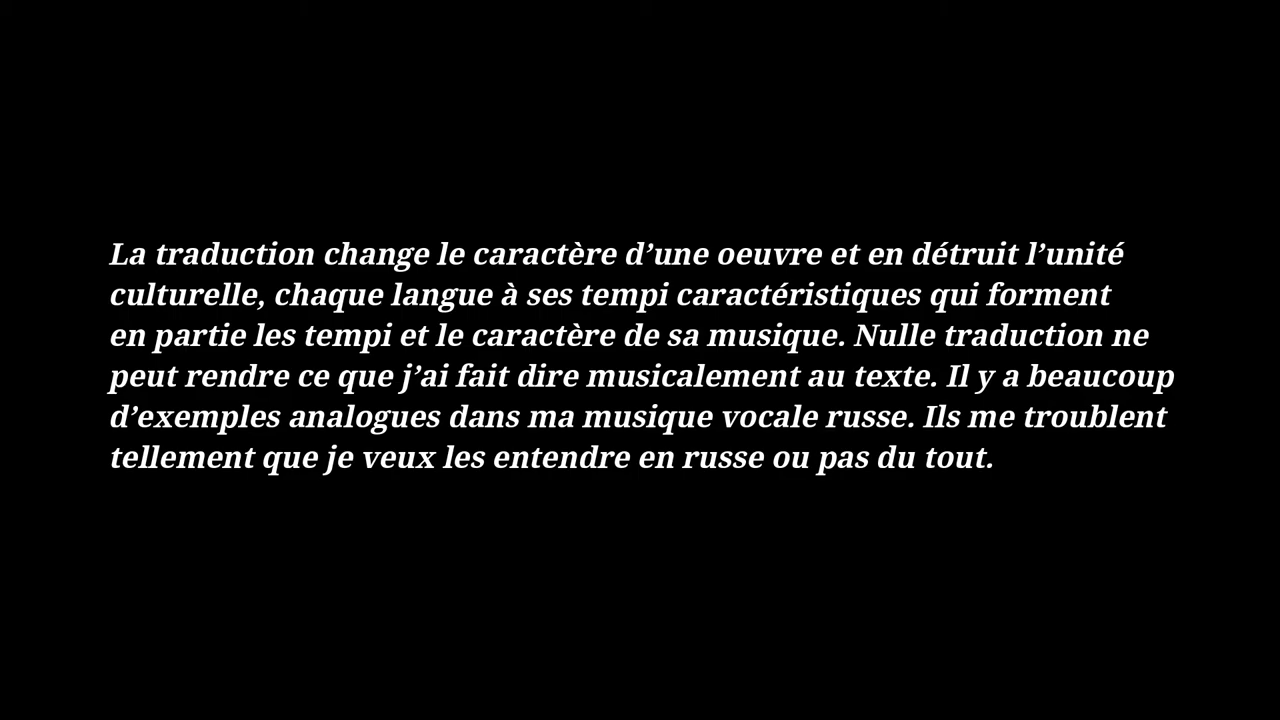 La traduction change le caractère d’une oeuvre et en détruit l’unité
culturelle, chaque langue à ses tempi caractéristiques qui forment
en partie les tempi et le caractère de sa musique. Nulle traduction ne
peut rendre ce que j’ai fait dire musicalement au texte. Il y a beaucoup
d’exemples analogues dans ma musique vocale russe. Ils me troublent
tellement que je veux les entendre en russe ou pas du tout.